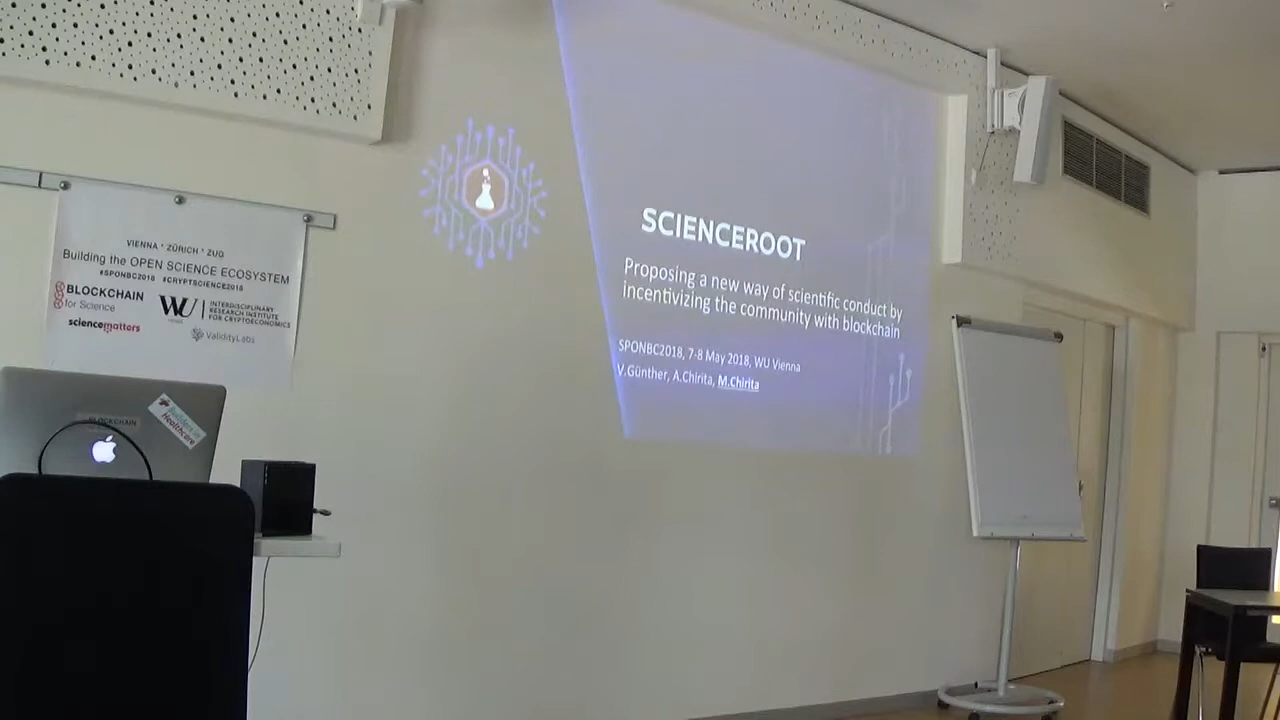 VIENNA * ZÜRICH * ZUG
Building the OPEN SCIENCE ECOSYSTEM
#SPONBC2018 #CRYPTSCIENCE2018
BLOCKCHAIN
for Science
WU
INTERDISCIPLINARY
RESEARCH INSTITUTE
FOR CRYPTOECONOMICS
sciencematters
ValidityLabs
BLOCKCHAIN
Healthcare
SCIENCEROOT
Proposing a new way of scientific conduct by
incentivizing the community with blockchain
SPONBC2018, 7-8 May 2018, WU Vienna
V.Günther, A.Chirita, M.Chirita